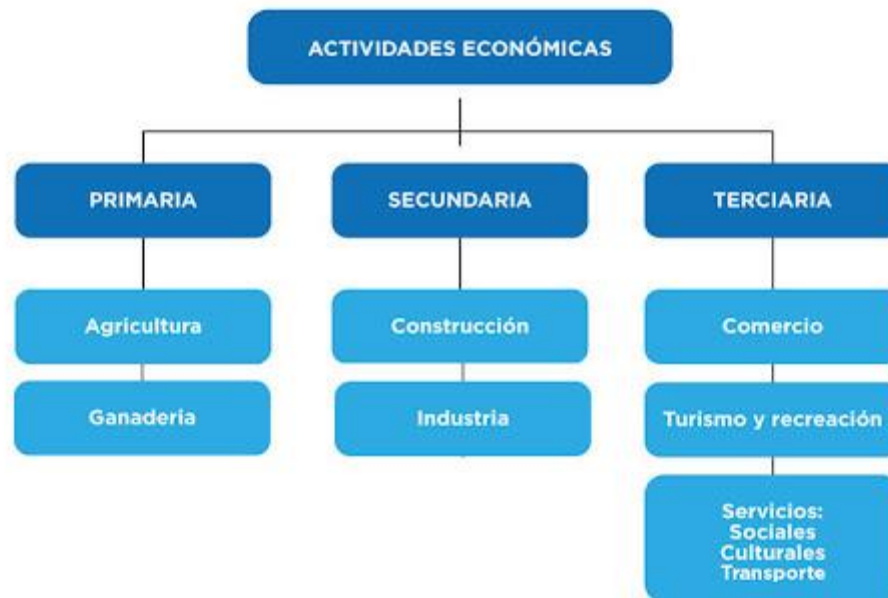 ACTIVIDADES ECONÓMICAS
PRIMARIA
SECUNDARIA
TERCIARIA
Agricultura
Construcción
Comercio
Ganaderia
Industria
Turismo y recreación
Servicios:
Sociales
Culturales
Transporte